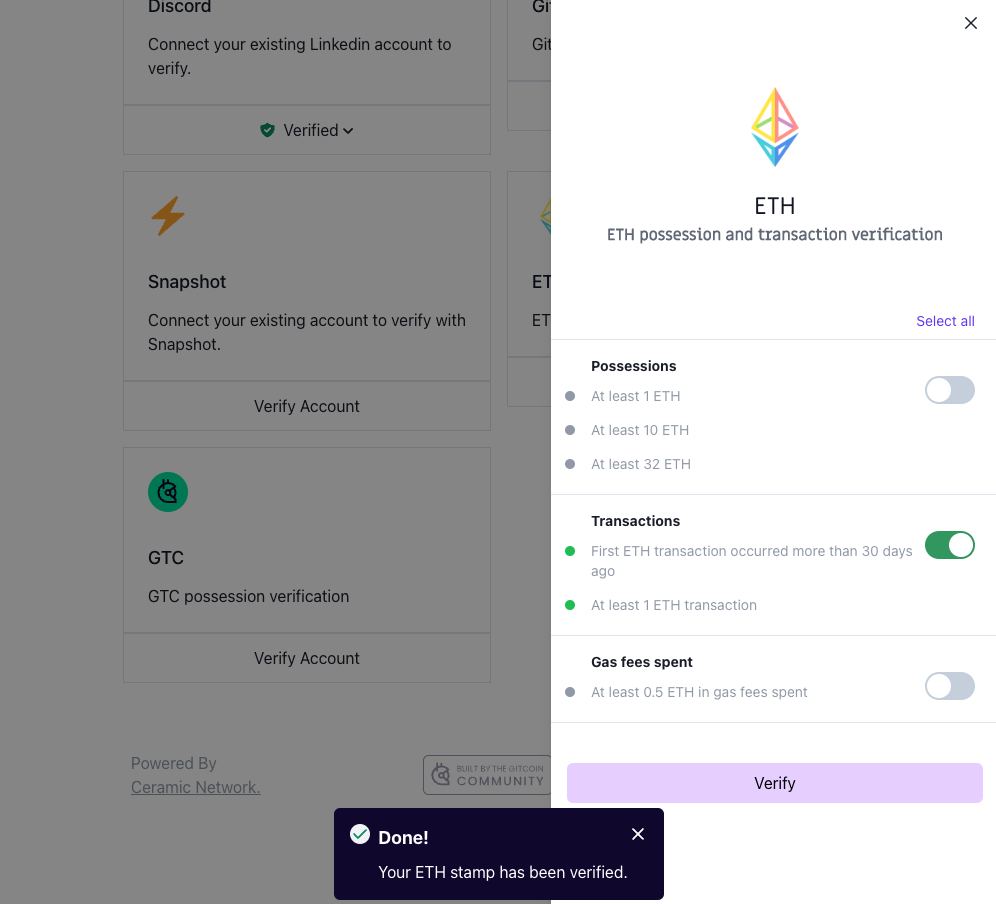 Discord
Connect your existing Linkedin account to
verify.
Verified
Snapshot
Connect your existing account to verify with
Snapshot.
Verify Account
GTC
GTC possession verification
Verify Account
Powered By
Ceramic Network.
BUILT BY THE GITCOIN
COMMUNITY
ETH
ETH possession and transaction verification
Select all
Possessions
At least 1 ETH
At least 10 ETH
At least 32 ETH
Transactions
First ETH transaction occurred more than 30 days
ago
At least 1 ETH transaction
Gas fees spent
At least 0.5 ETH in gas fees spent
Verify
Done!
Your ETH stamp has been verified.